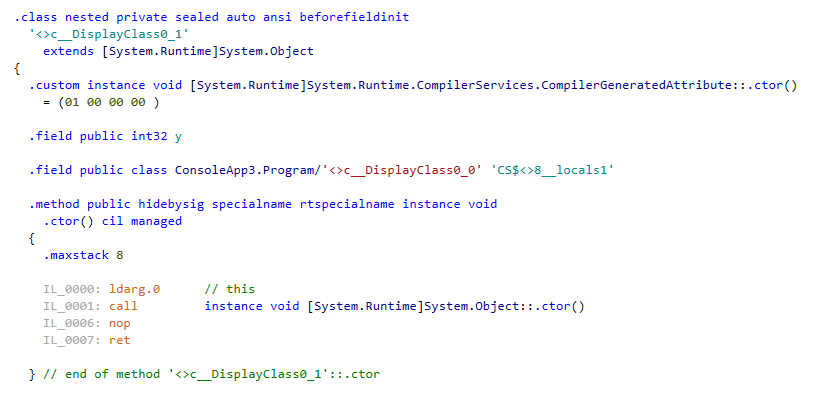 .class nested private sealed auto ansi beforefieldinit
'<>c__DisplayClass0_1'
extends [System.Runtime]System.Object
{
.custom instance void [System.Runtime]System.Runtime.CompilerServices.CompilerGeneratedAttribute::.ctor()
= (01 00 00 00 )
.field public int32 y
.field public class ConsoleApp3.Program/'<>c__DisplayClass0_0' 'CS$<>8__locals1'
.method public hidebysig specialname rtspecialname instance void
.ctor() cil managed
{
.maxstack 8
IL_0000: ldarg.0 // this
IL_0001: call instance void [System.Runtime]System.Object::.ctor()
IL_0006: nop
IL_0007: ret
} // end of method '<>c__DisplayClass0_1'::.ctor